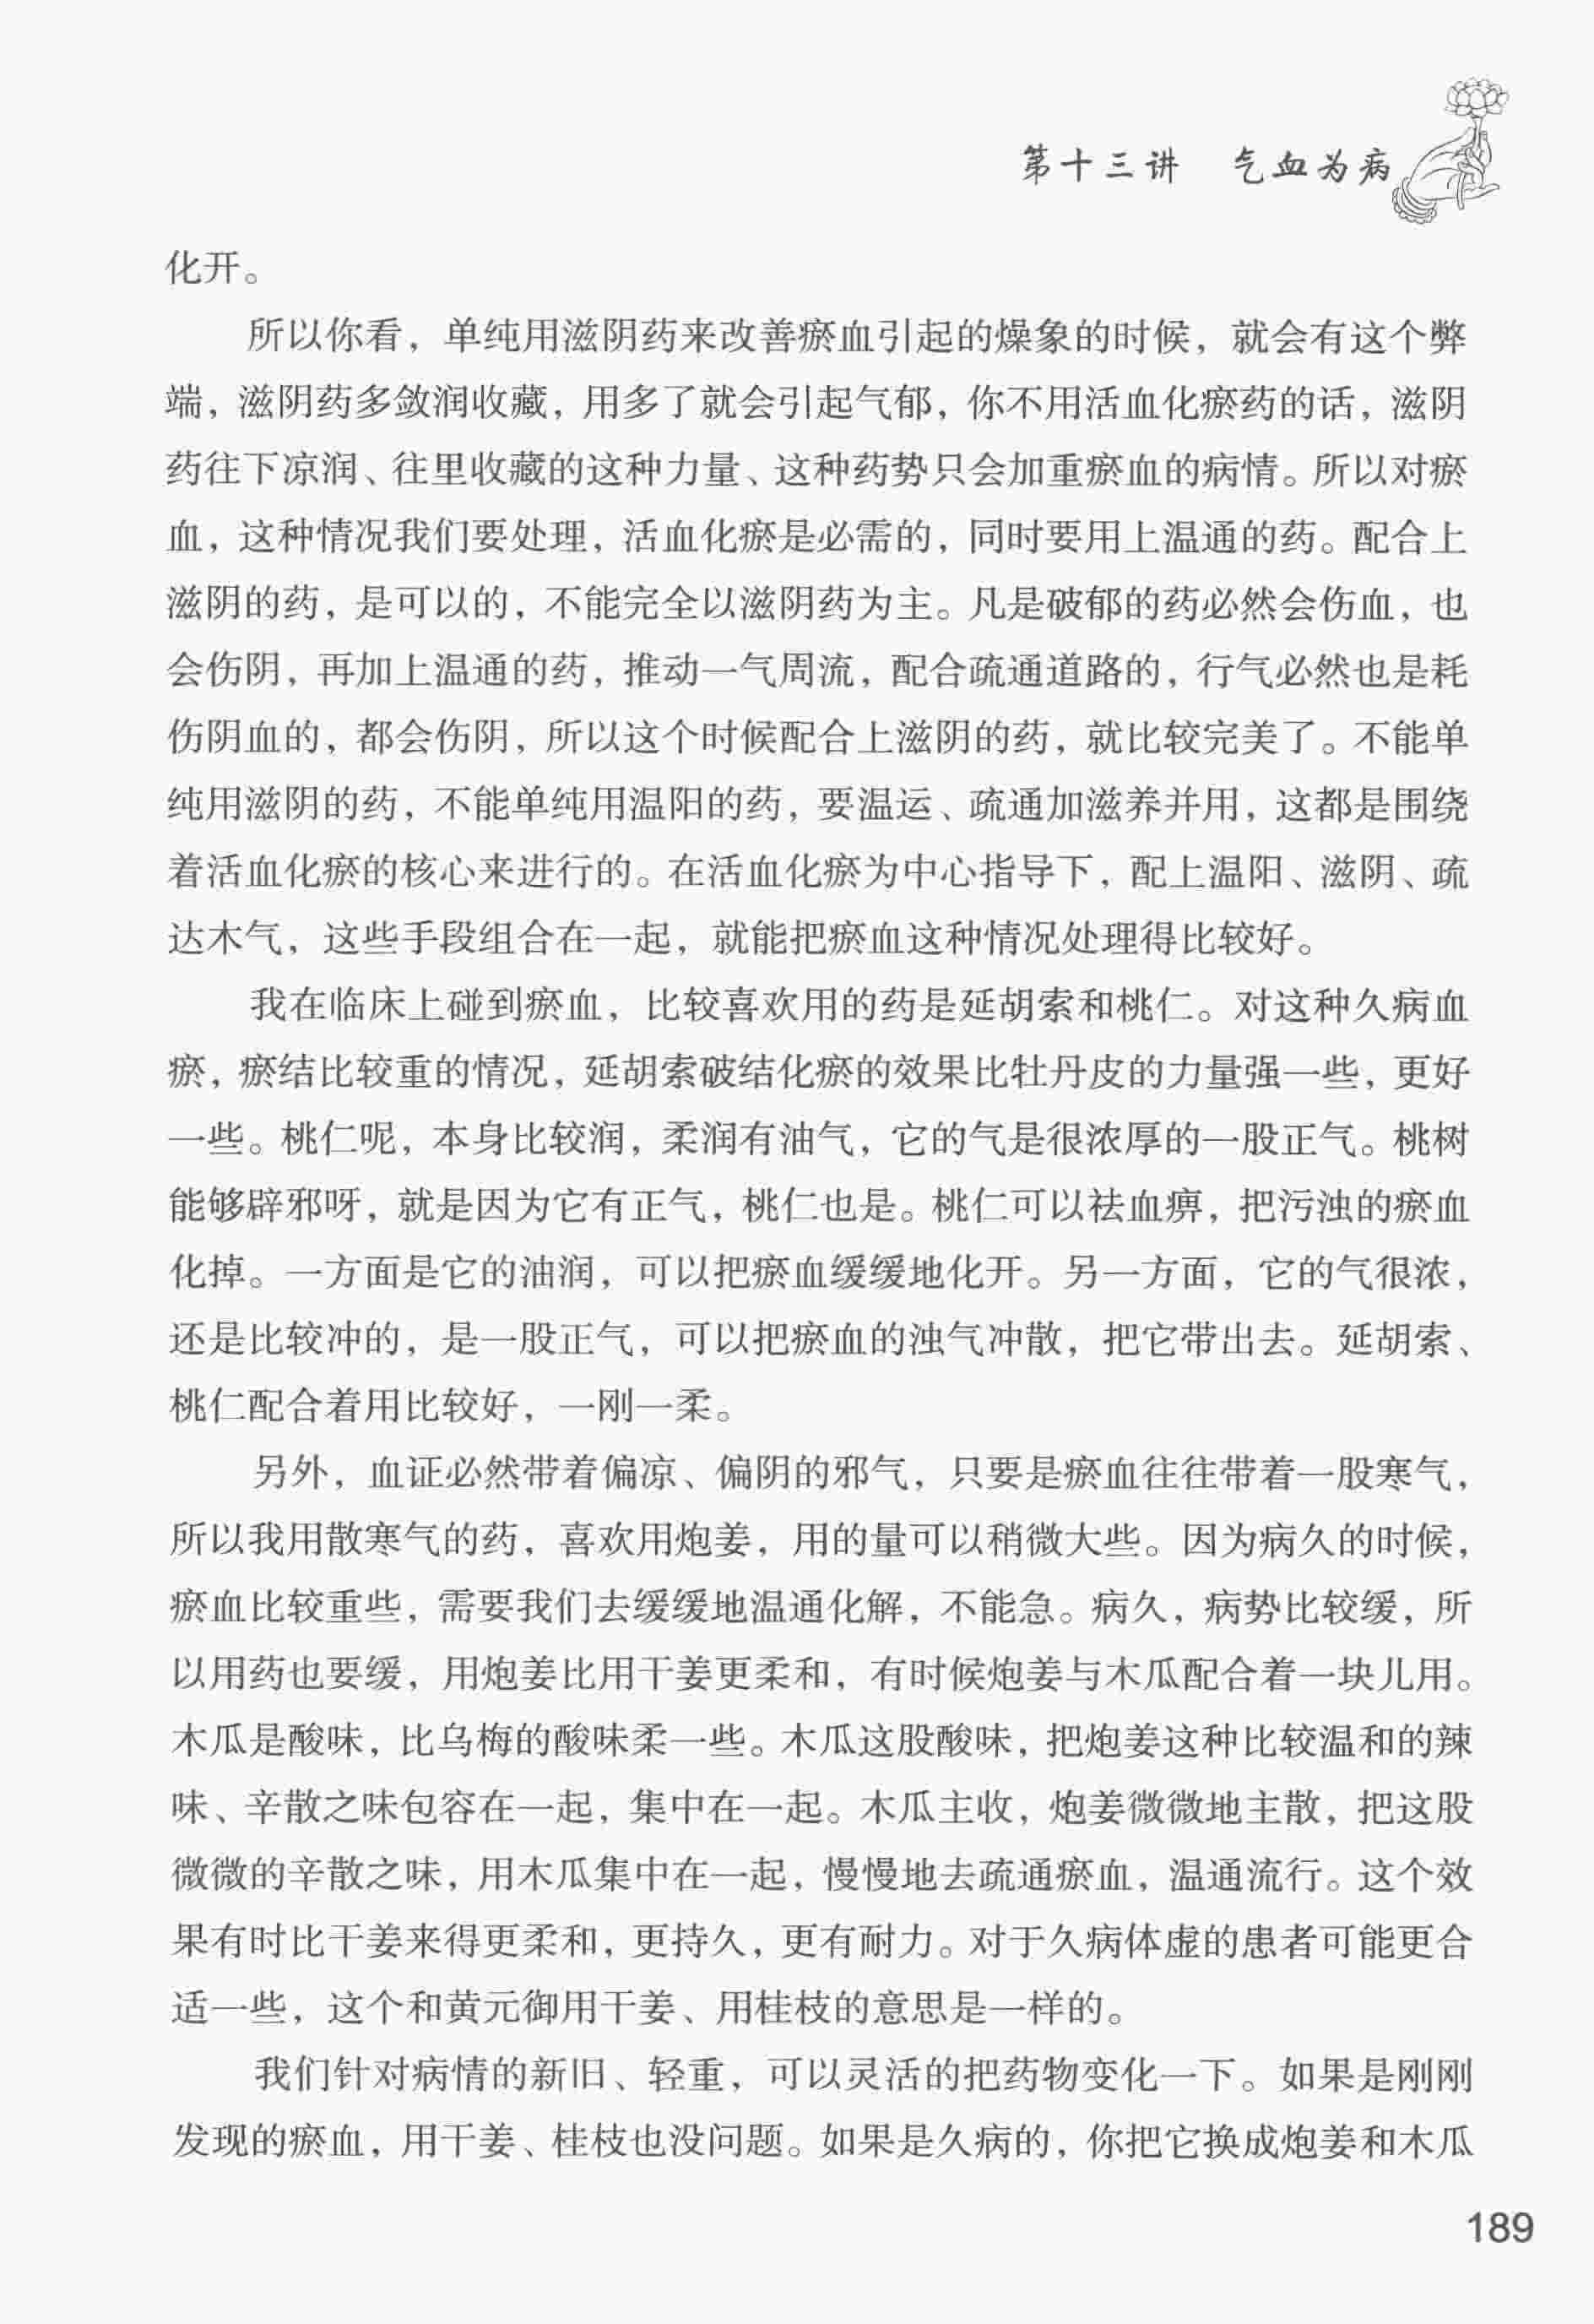 第十三讲 气血为病
化开。
所以你看，单纯用滋阴药来改善瘀血引起的燥象的时候，就会有这个弊
端，滋阴药多敛润收藏，用多了就会引起气郁，你不用活血化瘀药的话，滋阴
药往下凉润、往里收藏的这种力量、这种药势只会加重瘀血的病情。所以对瘀
血，这种情况我们要处理，活血化瘀是必需的，同时要用上温通的药。配合上
滋阴的药，是可以的，不能完全以滋阴药为主。凡是破郁的药必然会伤血，也
会伤阴，再加上温通的药，推动一气周流，配合疏通道路的，行气必然也是耗
伤阴血的，都会伤阴，所以这个时候配合上滋阴的药，就比较完美了。不能单
纯用滋阴的药，不能单纯用温阳的药，要温运、疏通加滋养并用，这都是围绕
着活血化瘀的核心来进行的。在活血化瘀为中心指导下，配上温阳、滋阴、疏
达木气，这些手段组合在一起，就能把瘀血这种情况处理得比较好。
我在临床上碰到瘀血，比较喜欢用的药是延胡索和桃仁。对这种久病血
瘀，瘀结比较重的情况，延胡索破结化瘀的效果比牡丹皮的力量强一些，更好
一些。桃仁呢，本身比较润，柔润有油气，它的气是很浓厚的一股正气。桃树
能够辟邪呀，就是因为它有正气，桃仁也是。桃仁可以祛血痹，把污浊的瘀血
化掉。一方面是它的油润，可以把瘀血缓缓地化开。另一方面，它的气很浓，
还是比较冲的，是一股正气，可以把瘀血的浊气冲散，把它带出去。延胡索、
桃仁配合着用比较好，一刚一柔。
另外，血证必然带着偏凉、偏阴的邪气，只要是瘀血往往带着一股寒气，
所以我用散寒气的药，喜欢用炮姜，用的量可以稍微大些。因为病久的时候，
瘀血比较重些，需要我们去缓缓地温通化解，不能急。病久，病势比较缓，所
以用药也要缓，用炮姜比用干姜更柔和，有时候炮姜与木瓜配合着一块儿用。
木瓜是酸味，比乌梅的酸味柔一些。木瓜这股酸味，把炮姜这种比较温和的辣
味、辛散之味包容在一起，集中在一起。木瓜主收，炮姜微微地主散，把这股
微微的辛散之味，用木瓜集中在一起，慢慢地去疏通瘀血，温通流行。这个效
果有时比干姜来得更柔和，更持久，更有耐力。对于久病体虚的患者可能更合
适一些，这个和黄元御用干姜、用桂枝的意思是一样的。
我们针对病情的新旧、轻重，可以灵活的把药物变化一下。如果是刚刚
发现的瘀血，用干姜、桂枝也没问题。如果是久病的，你把它换成炮姜和木瓜
189